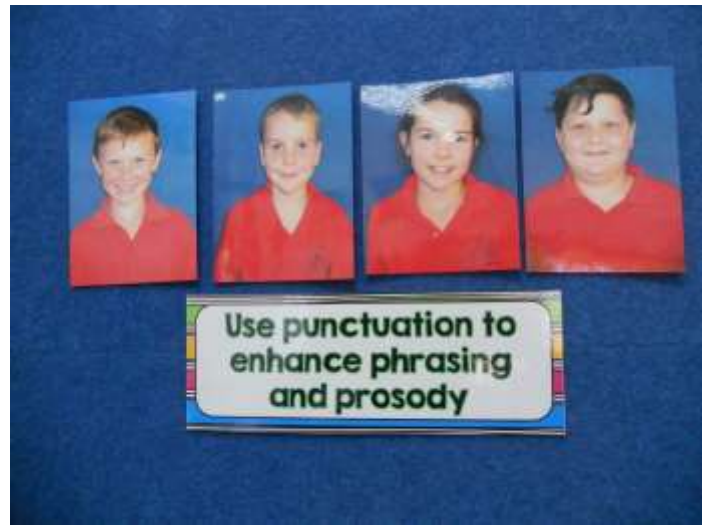 Use punctuation to
enhance phrasing
and prosody